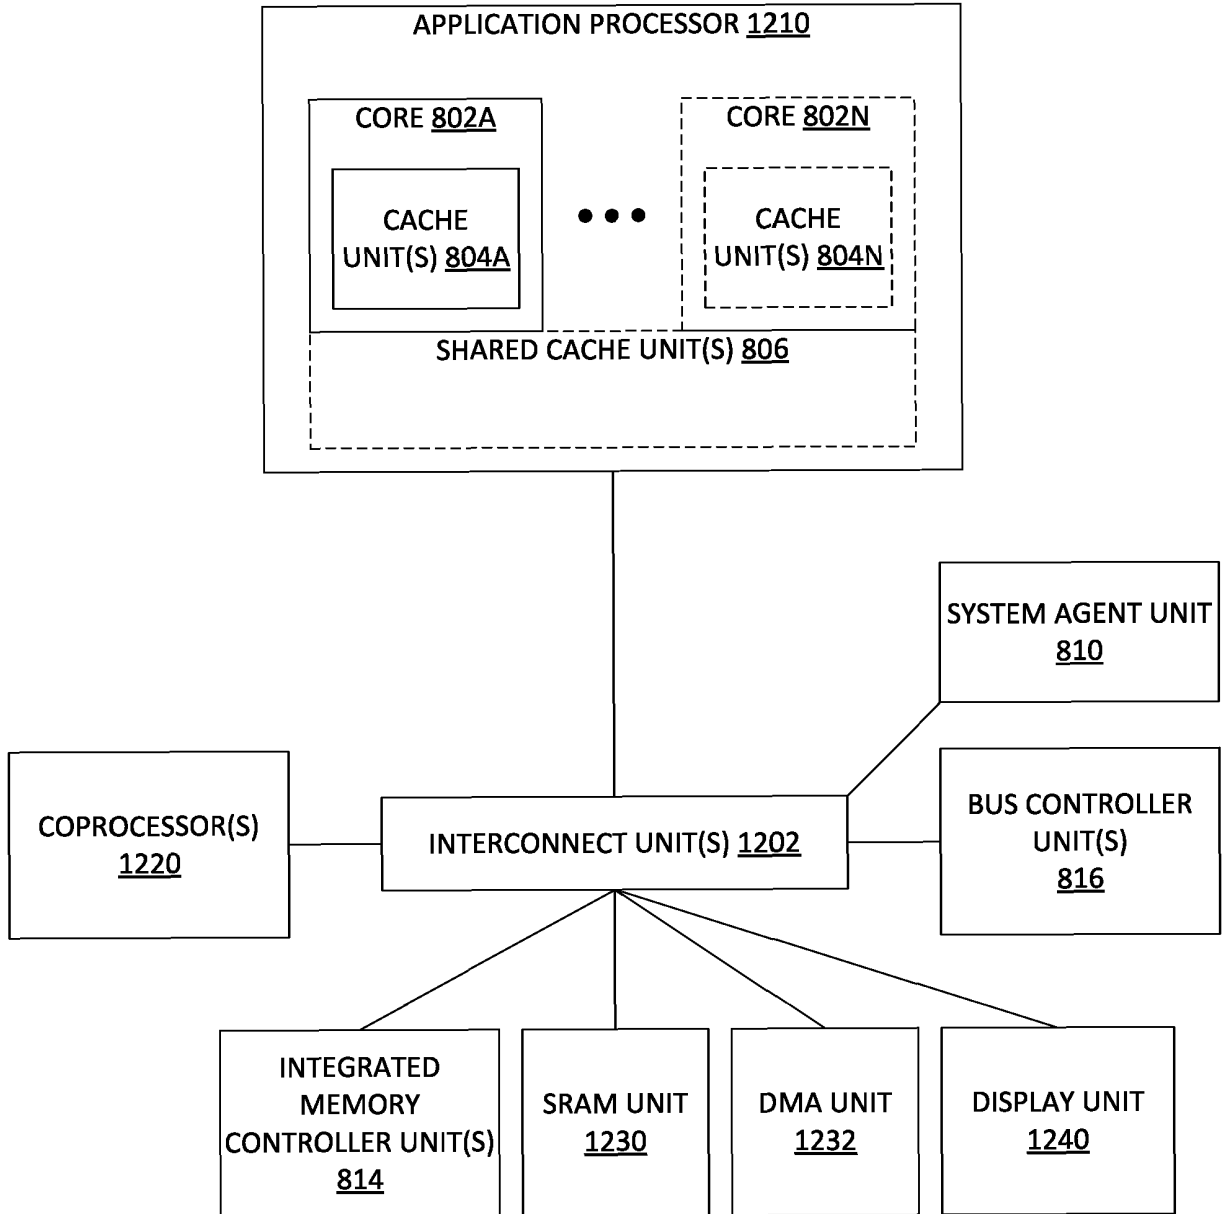 APPLICATION PROCESSOR 1210
CORE 802A
CACHE
UNIT(S) 804A
CORE 802N
CACHE
UNIT(S) 804N
SHARED CACHE UNIT(S) 806
SYSTEM AGENT UNIT
810
COPROCESSOR(S)
1220
INTERCONNECT UNIT(S) 1202
BUS CONTROLLER
UNIT(S)
816
INTEGRATED
MEMORY
CONTROLLER UNIT(S)
814
SRAM UNIT
1230
DMA UNIT
1232
DISPLAY UNIT
1240